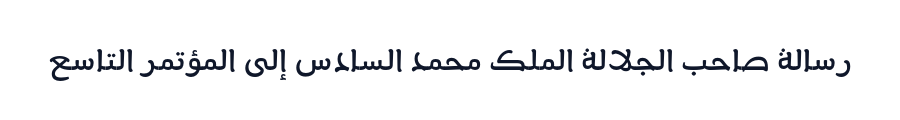 رسالة صاحب الجلالة الملك محمد السادس إلى المؤتمر التاسع